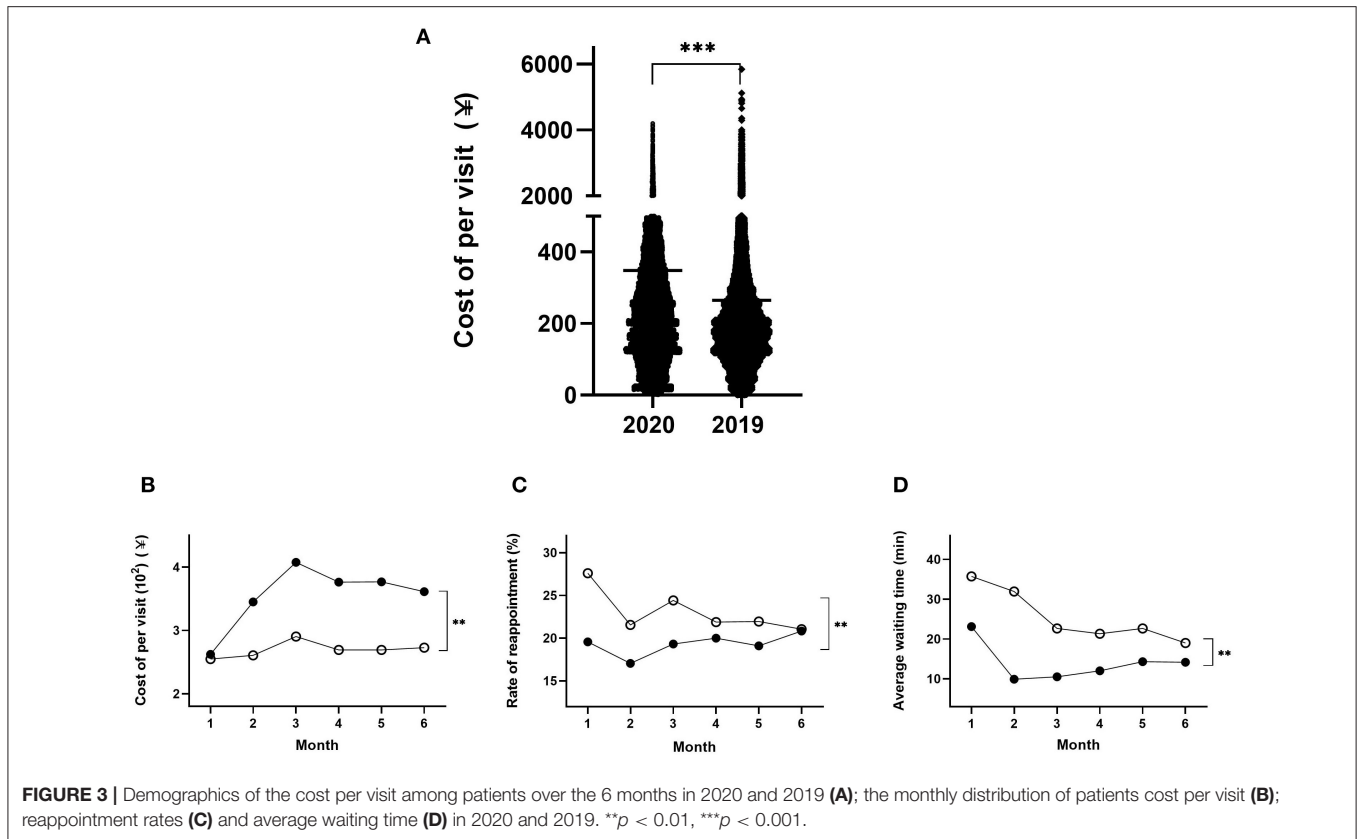 A
***
Cost of per visit (¥)
6000
4000
2000
400
200
0
2020 2019
B
Cost of per visit (10²) (¥)
4
3
2
**
1 2 3 4 5 6
Month
C
Rate of reappointment (%)
30
25
20
15
**
1 2 3 4 5 6
Month
D
Average waiting time (min)
40
30
20
10
**
1 2 3 4 5 6
Month
FIGURE 3 | Demographics of the cost per visit among patients over the 6 months in 2020 and 2019 (A); the monthly distribution of patients cost per visit (B);
reappointment rates (C) and average waiting time (D) in 2020 and 2019. **p < 0.01, ***p < 0.001.